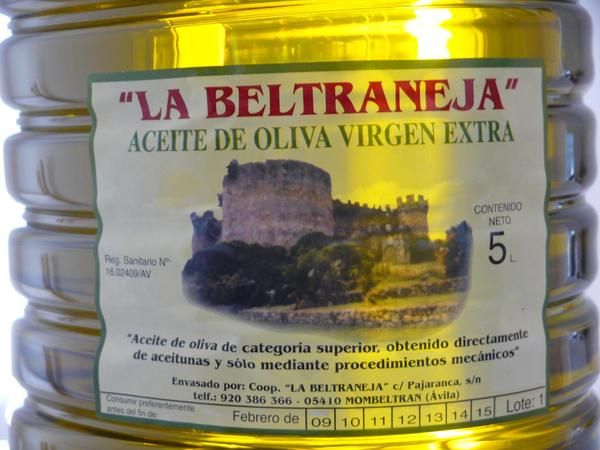 "LA BELTRANEJA"
ACEITE DE OLIVA VIRGEN EXTRA
CONTENIDO
NETO
5 L.
Reg. Sanitario Nº·
16.02409/AV
"Aceite de oliva de categoría superior, obtenido directamente
de aceitunas y sólo mediante procedimientos mecánicos"
Envasado por: Coop. "LA BELTRANEJA" c/ Pajaranca, s/n
telf.: 920 386 366 - 05410 MOMBELTRAN (Ávila)
Consumir preferentemente
antes del fin de:
Febrero de 09 10 11 12 13 14 15 Lote: 1